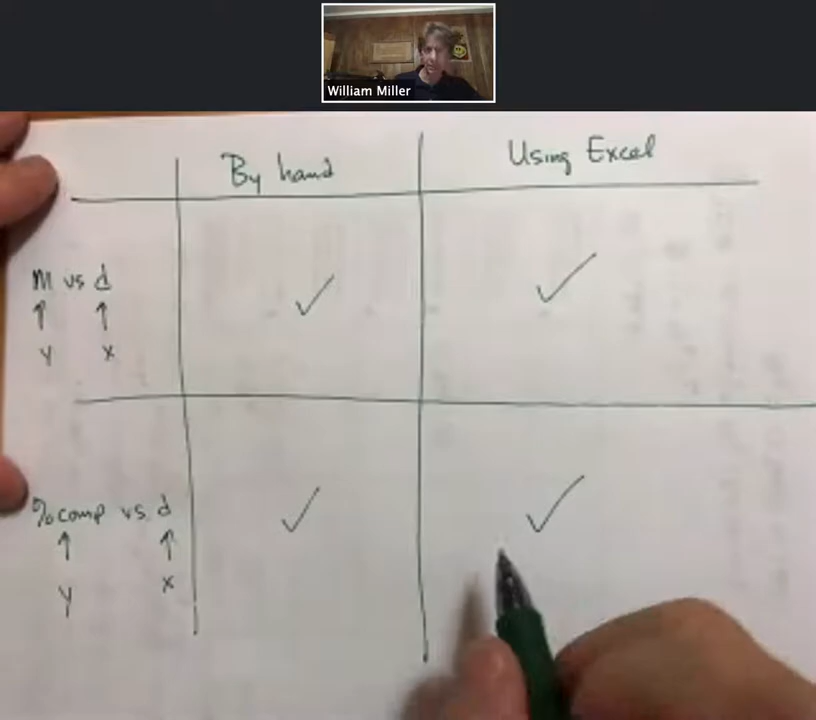 William Miller
By hand
Using Excel
M vs d
↑ ↑
y x
✓ ✓
% comp vs. d
↑ ↑
y x
✓ ✓